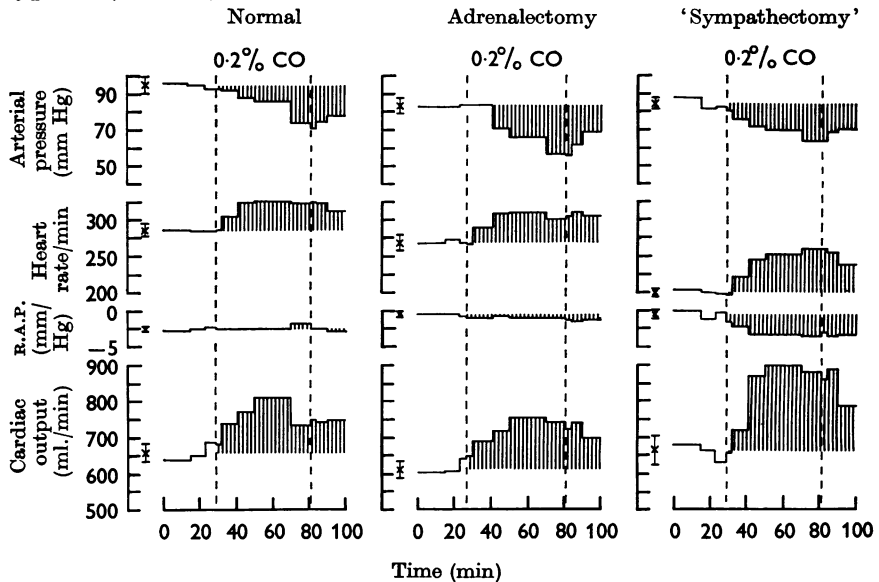 Normal Adrenalectomy 'Sympathectomy'
0·2% CO 0·2% CO 0·2% CO
Arterial pressure (mm Hg)
90
70
50
Heart rate/min
300
250
200
R.A.P. (mm/Hg)
0
−5
Cardiac output (ml./min)
900
800
700
600
500
0 20 40 60 80 100 0 20 40 60 80 100 0 20 40 60 80 100
Time (min)